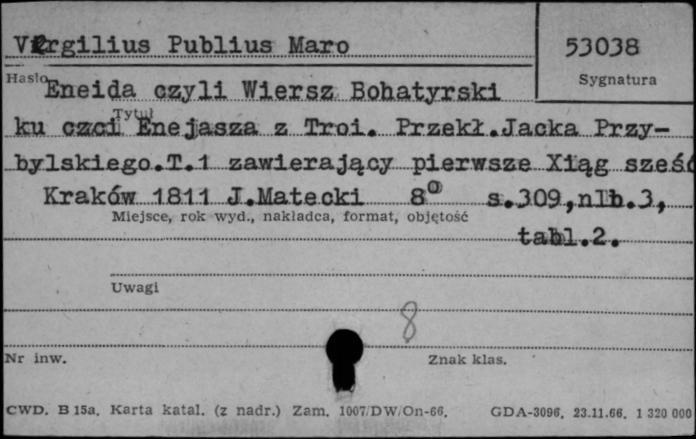 Virgilius Publius Maro
53038
Hasło
Sygnatura
Eneida czyli Wiersz Bohatyrski
Tytuł
ku czci Enejasza z Troi. Przekł.Jacka Przy-
bylskiego.T.1 zawierający pierwsze Xiąg sześć
Kraków 1811 J.Matecki 8° s.309,nlb.3,
Miejsce, rok wyd., nakładca, format, objętość
tabl.2.
Uwagi
8
Nr inw.
Znak klas.
CWD. B 15a. Karta katal. (z nadr.) Zam. 1007/DW/On-66. GDA-3096. 23.11.66. 1 320 000